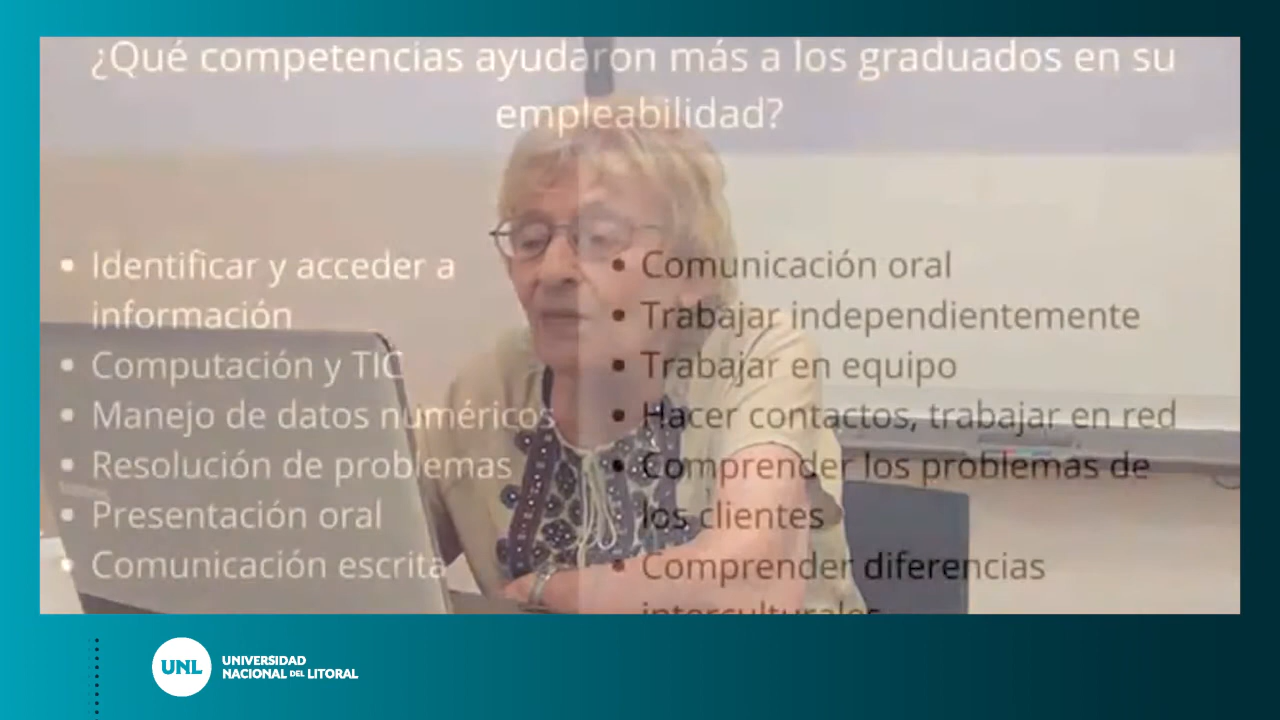 ¿Qué competencias ayudaron más a los graduados en su
empleabilidad?
• Identificar y acceder a
información
• Computación y TIC
• Manejo de datos numéricos
• Resolución de problemas
• Presentación oral
• Comunicación escrita
• Comunicación oral
• Trabajar independientemente
• Trabajar en equipo
• Hacer contactos, trabajar en red
• Comprender los problemas de
los clientes
• Comprender diferencias
interculturales
UNL
UNIVERSIDAD
NACIONAL DEL LITORAL